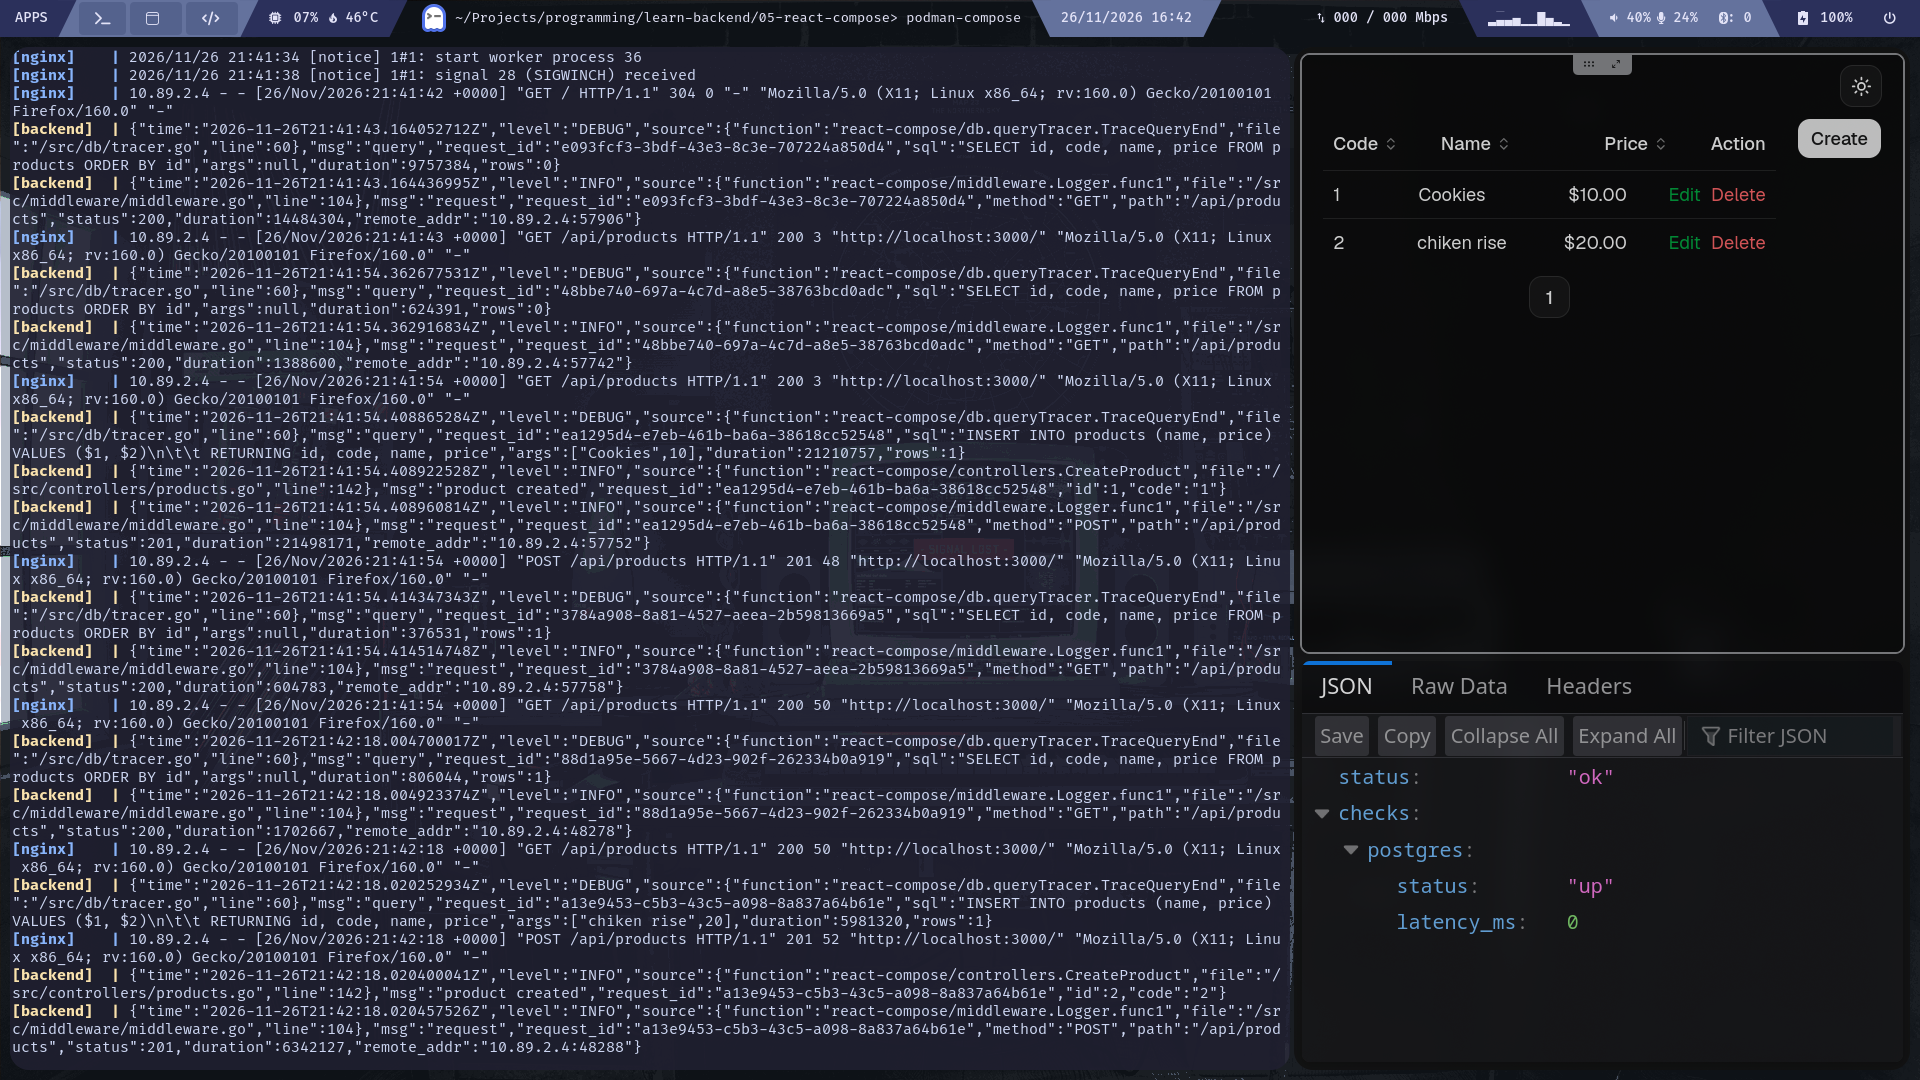 APPS
07% 46°C
~/Projects/programming/learn-backend/05-react-compose> podman-compose
26/11/2026 16:42
000 / 000 Mbps
40% 24%
: 0
100%
[nginx]    | 2026/11/26 21:41:34 [notice] 1#1: start worker process 36
[nginx]    | 2026/11/26 21:41:38 [notice] 1#1: signal 28 (SIGWINCH) received
[nginx]    | 10.89.2.4 - - [26/Nov/2026:21:41:42 +0000] "GET / HTTP/1.1" 304 0 "-" "Mozilla/5.0 (X11; Linux x86_64; rv:160.0) Gecko/20100101
Firefox/160.0" "-"
[backend]  | {"time":"2026-11-26T21:41:43.164052712Z","level":"DEBUG","source":{"function":"react-compose/db.queryTracer.TraceQueryEnd","file
":"/src/db/tracer.go","line":60},"msg":"query","request_id":"e093fcf3-3bdf-43e3-8c3e-707224a850d4","sql":"SELECT id, code, name, price FROM p
roducts ORDER BY id","args":null,"duration":9757384,"rows":0}
[backend]  | {"time":"2026-11-26T21:41:43.164436995Z","level":"INFO","source":{"function":"react-compose/middleware.Logger.func1","file":"/sr
c/middleware/middleware.go","line":104},"msg":"request","request_id":"e093fcf3-3bdf-43e3-8c3e-707224a850d4","method":"GET","path":"/api/produ
cts","status":200,"duration":14484304,"remote_addr":"10.89.2.4:57906"}
[nginx]    | 10.89.2.4 - - [26/Nov/2026:21:41:43 +0000] "GET /api/products HTTP/1.1" 200 3 "http://localhost:3000/" "Mozilla/5.0 (X11; Linux
x86_64; rv:160.0) Gecko/20100101 Firefox/160.0" "-"
[backend]  | {"time":"2026-11-26T21:41:54.362677531Z","level":"DEBUG","source":{"function":"react-compose/db.queryTracer.TraceQueryEnd","file
":"/src/db/tracer.go","line":60},"msg":"query","request_id":"48bbe740-697a-4c7d-a8e5-38763bcd0adc","sql":"SELECT id, code, name, price FROM p
roducts ORDER BY id","args":null,"duration":624391,"rows":0}
[backend]  | {"time":"2026-11-26T21:41:54.362916834Z","level":"INFO","source":{"function":"react-compose/middleware.Logger.func1","file":"/sr
c/middleware/middleware.go","line":104},"msg":"request","request_id":"48bbe740-697a-4c7d-a8e5-38763bcd0adc","method":"GET","path":"/api/produ
cts","status":200,"duration":1388600,"remote_addr":"10.89.2.4:57742"}
[nginx]    | 10.89.2.4 - - [26/Nov/2026:21:41:54 +0000] "GET /api/products HTTP/1.1" 200 3 "http://localhost:3000/" "Mozilla/5.0 (X11; Linux
x86_64; rv:160.0) Gecko/20100101 Firefox/160.0" "-"
[backend]  | {"time":"2026-11-26T21:41:54.408865284Z","level":"DEBUG","source":{"function":"react-compose/db.queryTracer.TraceQueryEnd","file
":"/src/db/tracer.go","line":60},"msg":"query","request_id":"ea1295d4-e7eb-461b-ba6a-38618cc52548","sql":"INSERT INTO products (name, price)
VALUES ($1, $2)\n\t\t RETURNING id, code, name, price","args":["Cookies",10],"duration":21210757,"rows":1}
[backend]  | {"time":"2026-11-26T21:41:54.408922528Z","level":"INFO","source":{"function":"react-compose/controllers.CreateProduct","file":"/
src/controllers/products.go","line":142},"msg":"product created","request_id":"ea1295d4-e7eb-461b-ba6a-38618cc52548","id":1,"code":"1"}
[backend]  | {"time":"2026-11-26T21:41:54.408960814Z","level":"INFO","source":{"function":"react-compose/middleware.Logger.func1","file":"/sr
c/middleware/middleware.go","line":104},"msg":"request","request_id":"ea1295d4-e7eb-461b-ba6a-38618cc52548","method":"POST","path":"/api/prod
ucts","status":201,"duration":21498171,"remote_addr":"10.89.2.4:57752"}
[nginx]    | 10.89.2.4 - - [26/Nov/2026:21:41:54 +0000] "POST /api/products HTTP/1.1" 201 48 "http://localhost:3000/" "Mozilla/5.0 (X11; Linu
x x86_64; rv:160.0) Gecko/20100101 Firefox/160.0" "-"
[backend]  | {"time":"2026-11-26T21:41:54.414347343Z","level":"DEBUG","source":{"function":"react-compose/db.queryTracer.TraceQueryEnd","file
":"/src/db/tracer.go","line":60},"msg":"query","request_id":"3784a908-8a81-4527-aeea-2b59813669a5","sql":"SELECT id, code, name, price FROM p
roducts ORDER BY id","args":null,"duration":376531,"rows":1}
[backend]  | {"time":"2026-11-26T21:41:54.414514748Z","level":"INFO","source":{"function":"react-compose/middleware.Logger.func1","file":"/sr
c/middleware/middleware.go","line":104},"msg":"request","request_id":"3784a908-8a81-4527-aeea-2b59813669a5","method":"GET","path":"/api/produ
cts","status":200,"duration":604783,"remote_addr":"10.89.2.4:57758"}
[nginx]    | 10.89.2.4 - - [26/Nov/2026:21:41:54 +0000] "GET /api/products HTTP/1.1" 200 50 "http://localhost:3000/" "Mozilla/5.0 (X11; Linux
 x86_64; rv:160.0) Gecko/20100101 Firefox/160.0" "-"
[backend]  | {"time":"2026-11-26T21:42:18.004700017Z","level":"DEBUG","source":{"function":"react-compose/db.queryTracer.TraceQueryEnd","file
":"/src/db/tracer.go","line":60},"msg":"query","request_id":"88d1a95e-5667-4d23-902f-262334b0a919","sql":"SELECT id, code, name, price FROM p
roducts ORDER BY id","args":null,"duration":806044,"rows":1}
[backend]  | {"time":"2026-11-26T21:42:18.004923374Z","level":"INFO","source":{"function":"react-compose/middleware.Logger.func1","file":"/sr
c/middleware/middleware.go","line":104},"msg":"request","request_id":"88d1a95e-5667-4d23-902f-262334b0a919","method":"GET","path":"/api/produ
cts","status":200,"duration":1702667,"remote_addr":"10.89.2.4:48278"}
[nginx]    | 10.89.2.4 - - [26/Nov/2026:21:42:18 +0000] "GET /api/products HTTP/1.1" 200 50 "http://localhost:3000/" "Mozilla/5.0 (X11; Linux
 x86_64; rv:160.0) Gecko/20100101 Firefox/160.0" "-"
[backend]  | {"time":"2026-11-26T21:42:18.020252934Z","level":"DEBUG","source":{"function":"react-compose/db.queryTracer.TraceQueryEnd","file
":"/src/db/tracer.go","line":60},"msg":"query","request_id":"a13e9453-c5b3-43c5-a098-8a837a64b61e","sql":"INSERT INTO products (name, price)
VALUES ($1, $2)\n\t\t RETURNING id, code, name, price","args":["chiken rise",20],"duration":5981320,"rows":1}
[nginx]    | 10.89.2.4 - - [26/Nov/2026:21:42:18 +0000] "POST /api/products HTTP/1.1" 201 52 "http://localhost:3000/" "Mozilla/5.0 (X11; Linu
x x86_64; rv:160.0) Gecko/20100101 Firefox/160.0" "-"
[backend]  | {"time":"2026-11-26T21:42:18.020400041Z","level":"INFO","source":{"function":"react-compose/controllers.CreateProduct","file":"/
src/controllers/products.go","line":142},"msg":"product created","request_id":"a13e9453-c5b3-43c5-a098-8a837a64b61e","id":2,"code":"2"}
[backend]  | {"time":"2026-11-26T21:42:18.020457526Z","level":"INFO","source":{"function":"react-compose/middleware.Logger.func1","file":"/sr
c/middleware/middleware.go","line":104},"msg":"request","request_id":"a13e9453-c5b3-43c5-a098-8a837a64b61e","method":"POST","path":"/api/prod
ucts","status":201,"duration":6342127,"remote_addr":"10.89.2.4:48288"}
Code Name Price Action Create
1 Cookies $10.00 Edit Delete
2 chiken rise $20.00 Edit Delete
1
JSON Raw Data Headers
Save Copy Collapse All Expand All Filter JSON
status: "ok"
checks:
postgres:
status: "up"
latency_ms: 0